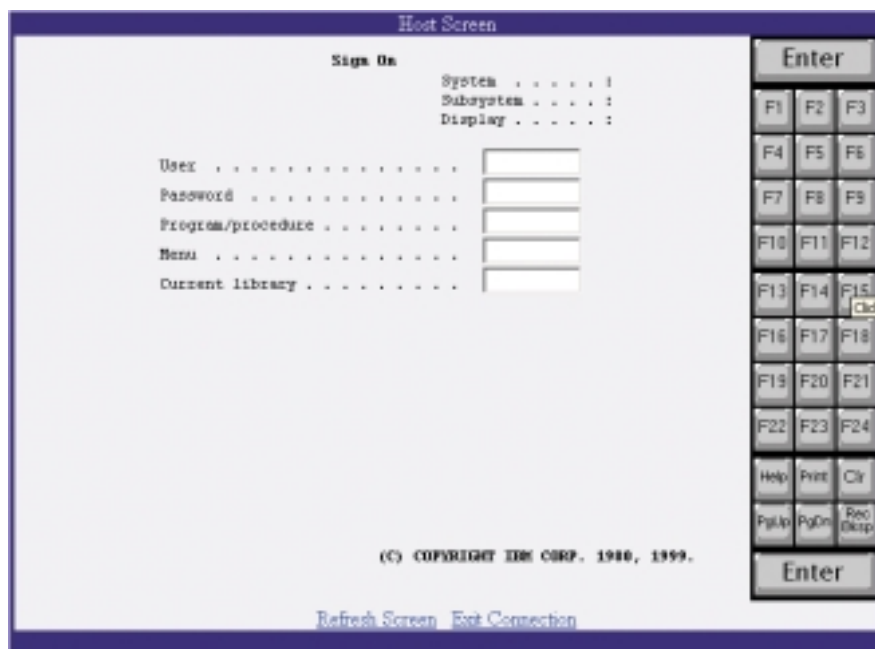 Host Screen
Sign On
System . . . . . :
Subsystem . . . . :
Display . . . . . :
User . . . . . . . . . . . . . .
Password . . . . . . . . . . . .
Program/procedure . . . . . . . .
Menu . . . . . . . . . . . . . .
Current library . . . . . . . . .
(C) COPYRIGHT IBM CORP. 1980, 1999.
Refresh Screen Exit Connection
Enter
F1 F2 F3
F4 F5 F6
F7 F8 F9
F10 F11 F12
F13 F14 F15
F16 F17 F18
F19 F20 F21
F22 F23 F24
Help Print Clr
PgUp PgDn Rec Bksp
Enter